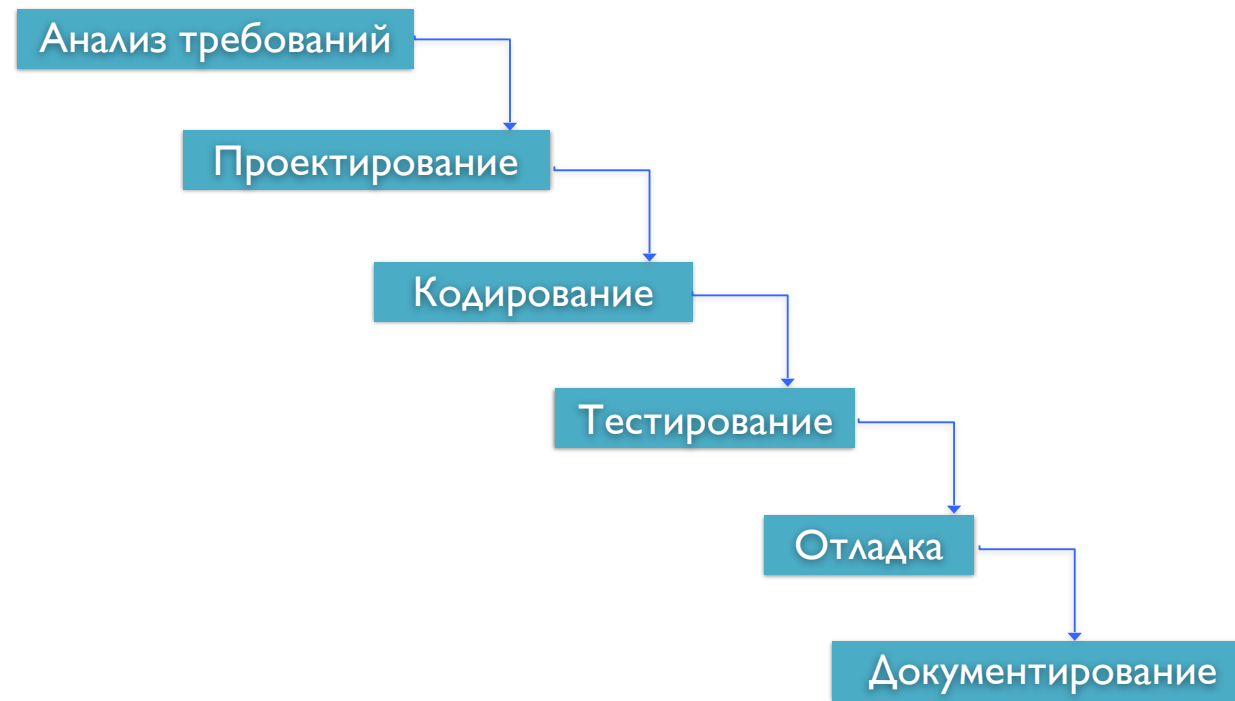 Анализ требований
Проектирование
Кодирование
Тестирование
Отладка
Документирование